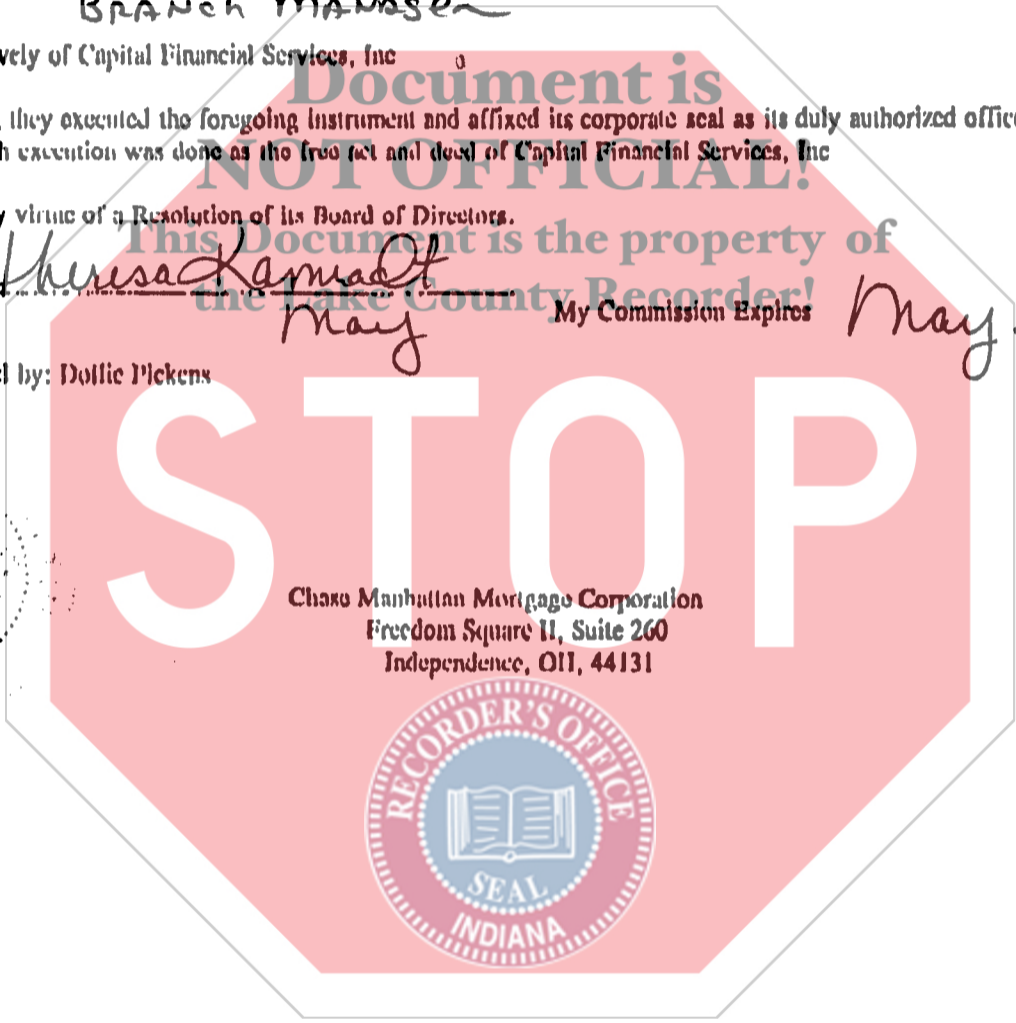 BRANCH MANAGER
vely of Capital Financial Services, Inc
Document is
they executed the foregoing instrument and affixed its corporate seal as its duly authorized office
h execution was done as the free act and deed of Capital Financial Services, Inc
NOT OFFICIAL!
y virtue of a Resolution of its Board of Directors.
This Document is the property of
Theresa
the Lake County Recorder!
May My Commission Expires May
l by: Dollie Pickens
STOP
Chase Manhattan Mortgage Corporation
Freedom Square II, Suite 260
Independence, OH, 44131
RECORDER'S OFFICE
SEAL
INDIANA